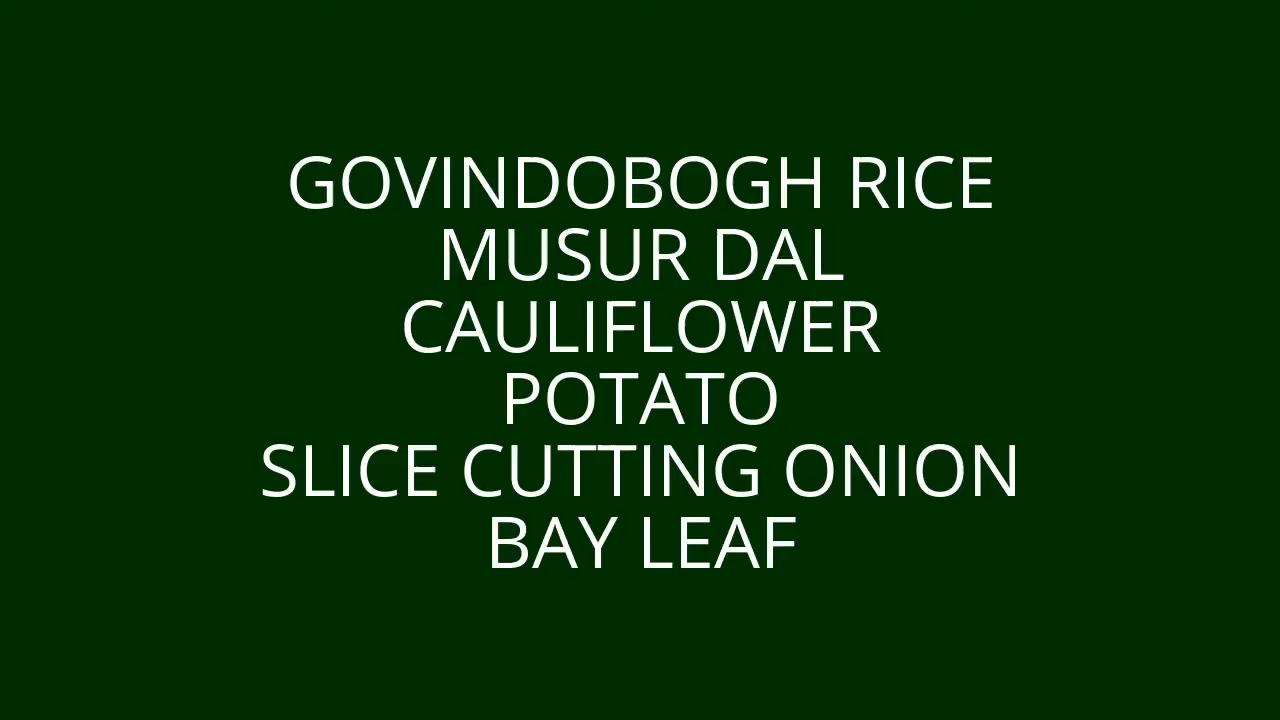 GOVINDOBOGH RICE
MUSUR DAL
CAULIFLOWER
POTATO
SLICE CUTTING ONION
BAY LEAF